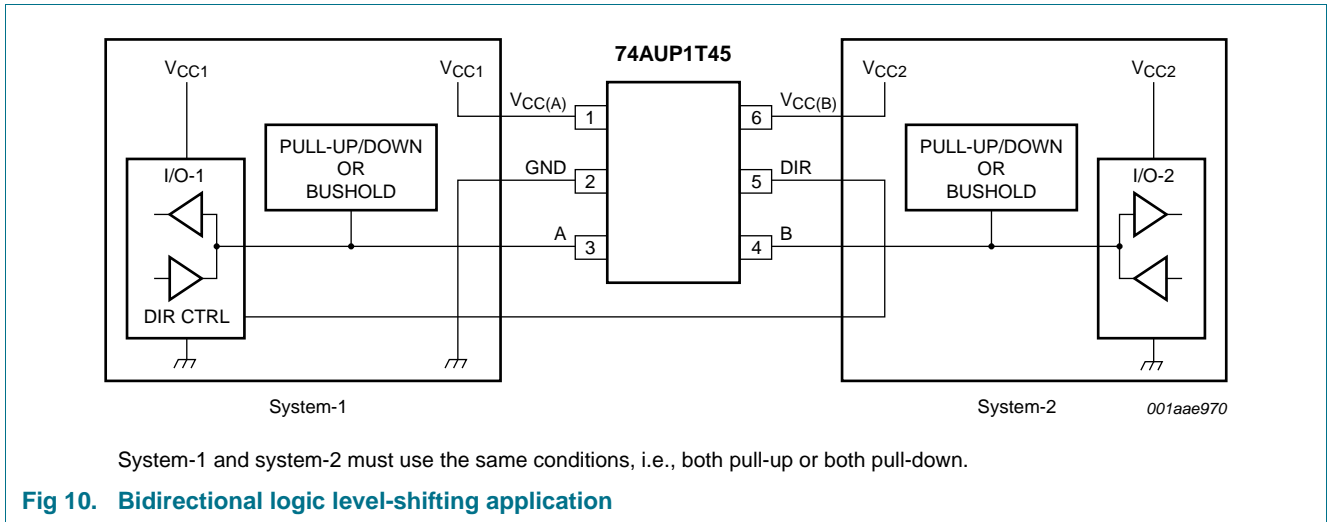 74AUP1T45
VCC1
VCC1
VCC(A)
1
6
VCC(B)
VCC2
VCC2
PULL-UP/DOWN
OR
BUSHOLD
PULL-UP/DOWN
OR
BUSHOLD
I/O-1
GND
2
5
DIR
I/O-2
A
3
4
B
DIR CTRL
System-1
System-2
001aae970
System-1 and system-2 must use the same conditions, i.e., both pull-up or both pull-down.
Fig 10. Bidirectional logic level-shifting application